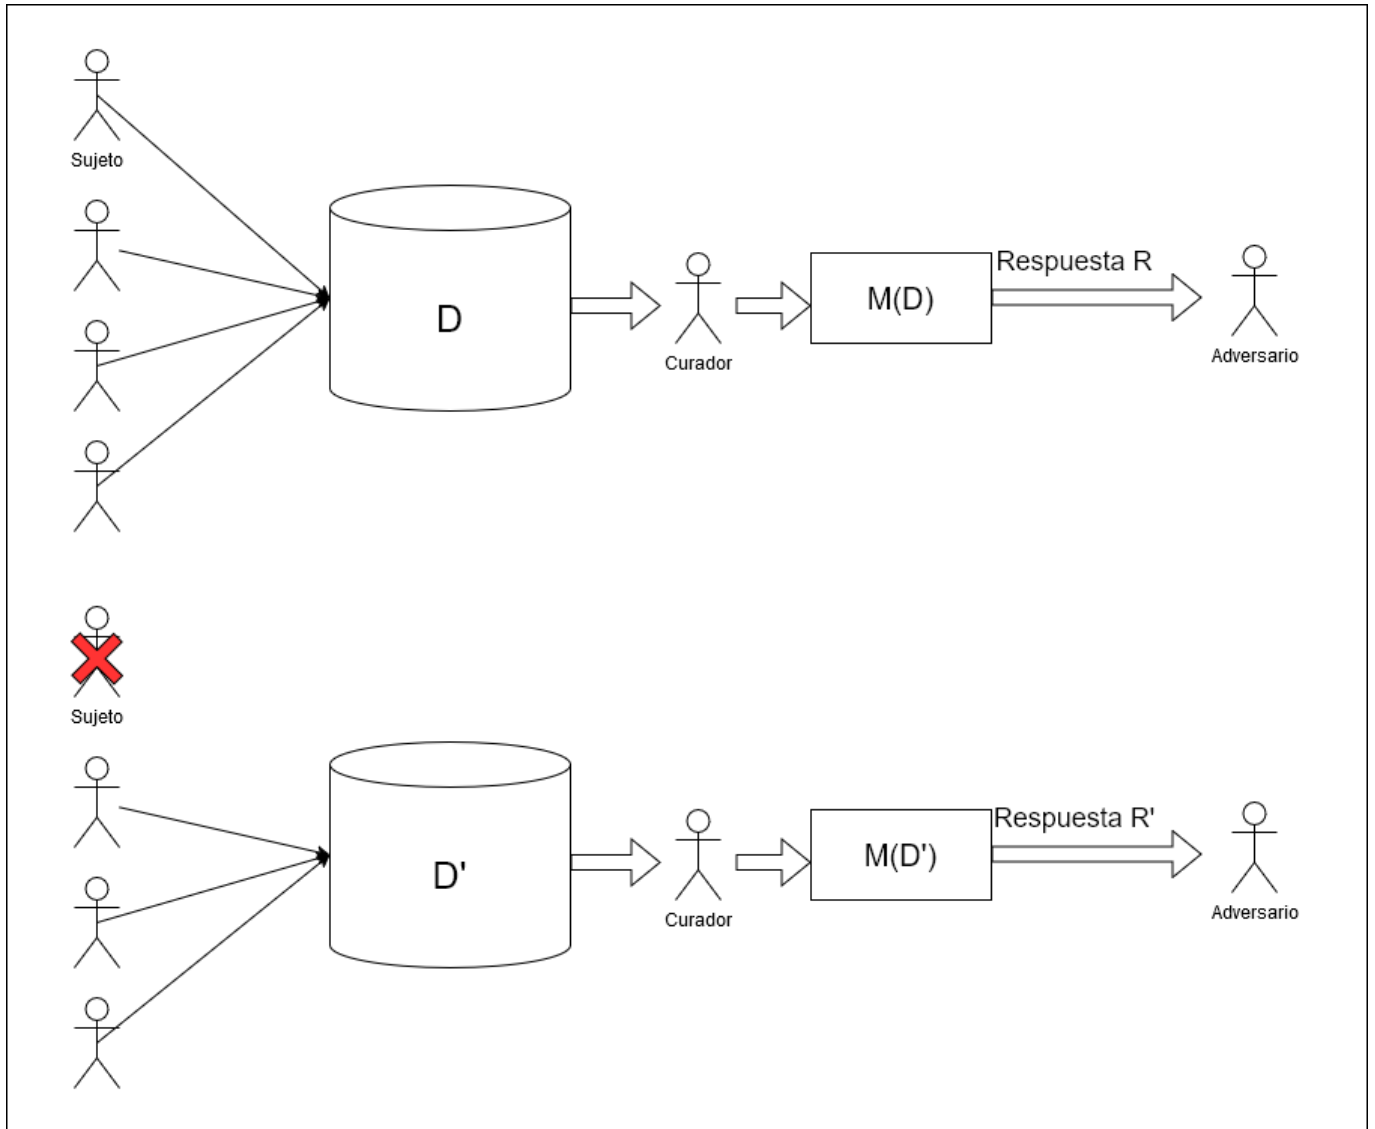 Sujeto
D
Curador
M(D)
Respuesta R
Adversario
Sujeto
D'
Curador
M(D')
Respuesta R'
Adversario